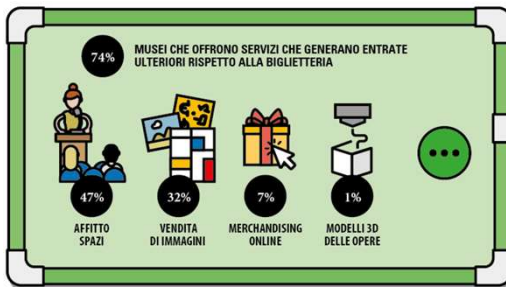 74%
MUSEI CHE OFFRONO SERVIZI CHE GENERANO ENTRATE
ULTERIORI RISPETTO ALLA BIGLIETTERIA
47%
AFFITTO
SPAZI
32%
VENDITA
DI IMMAGINI
7%
MERCHANDISING
ONLINE
1%
MODELLI 3D
DELLE OPERE